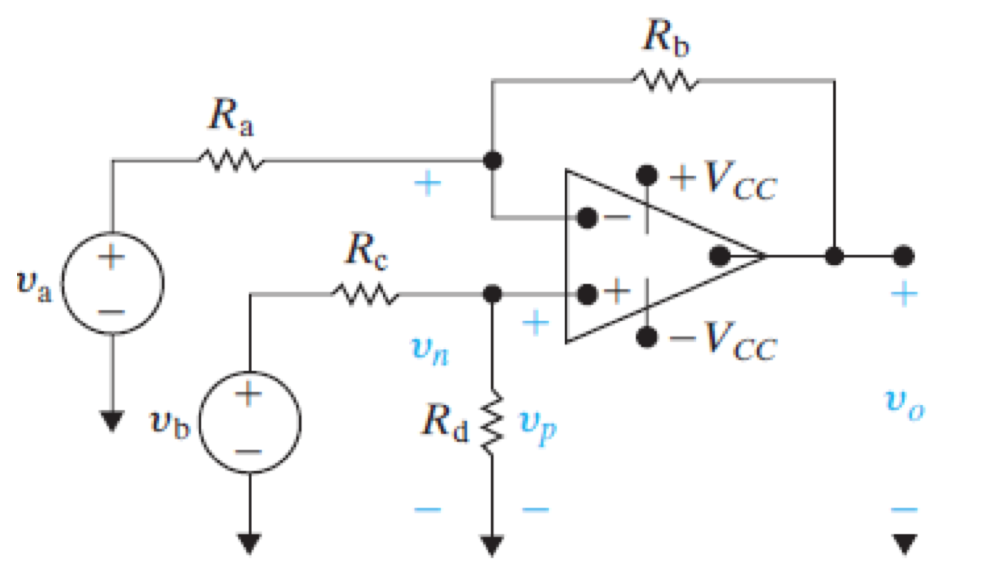 R_b
R_a
+
+V_CC
−
R_c
+
v_a
−
+
+
+
−V_CC
v_n
+
v_b
−
R_d
v_p
v_o
−
−
−